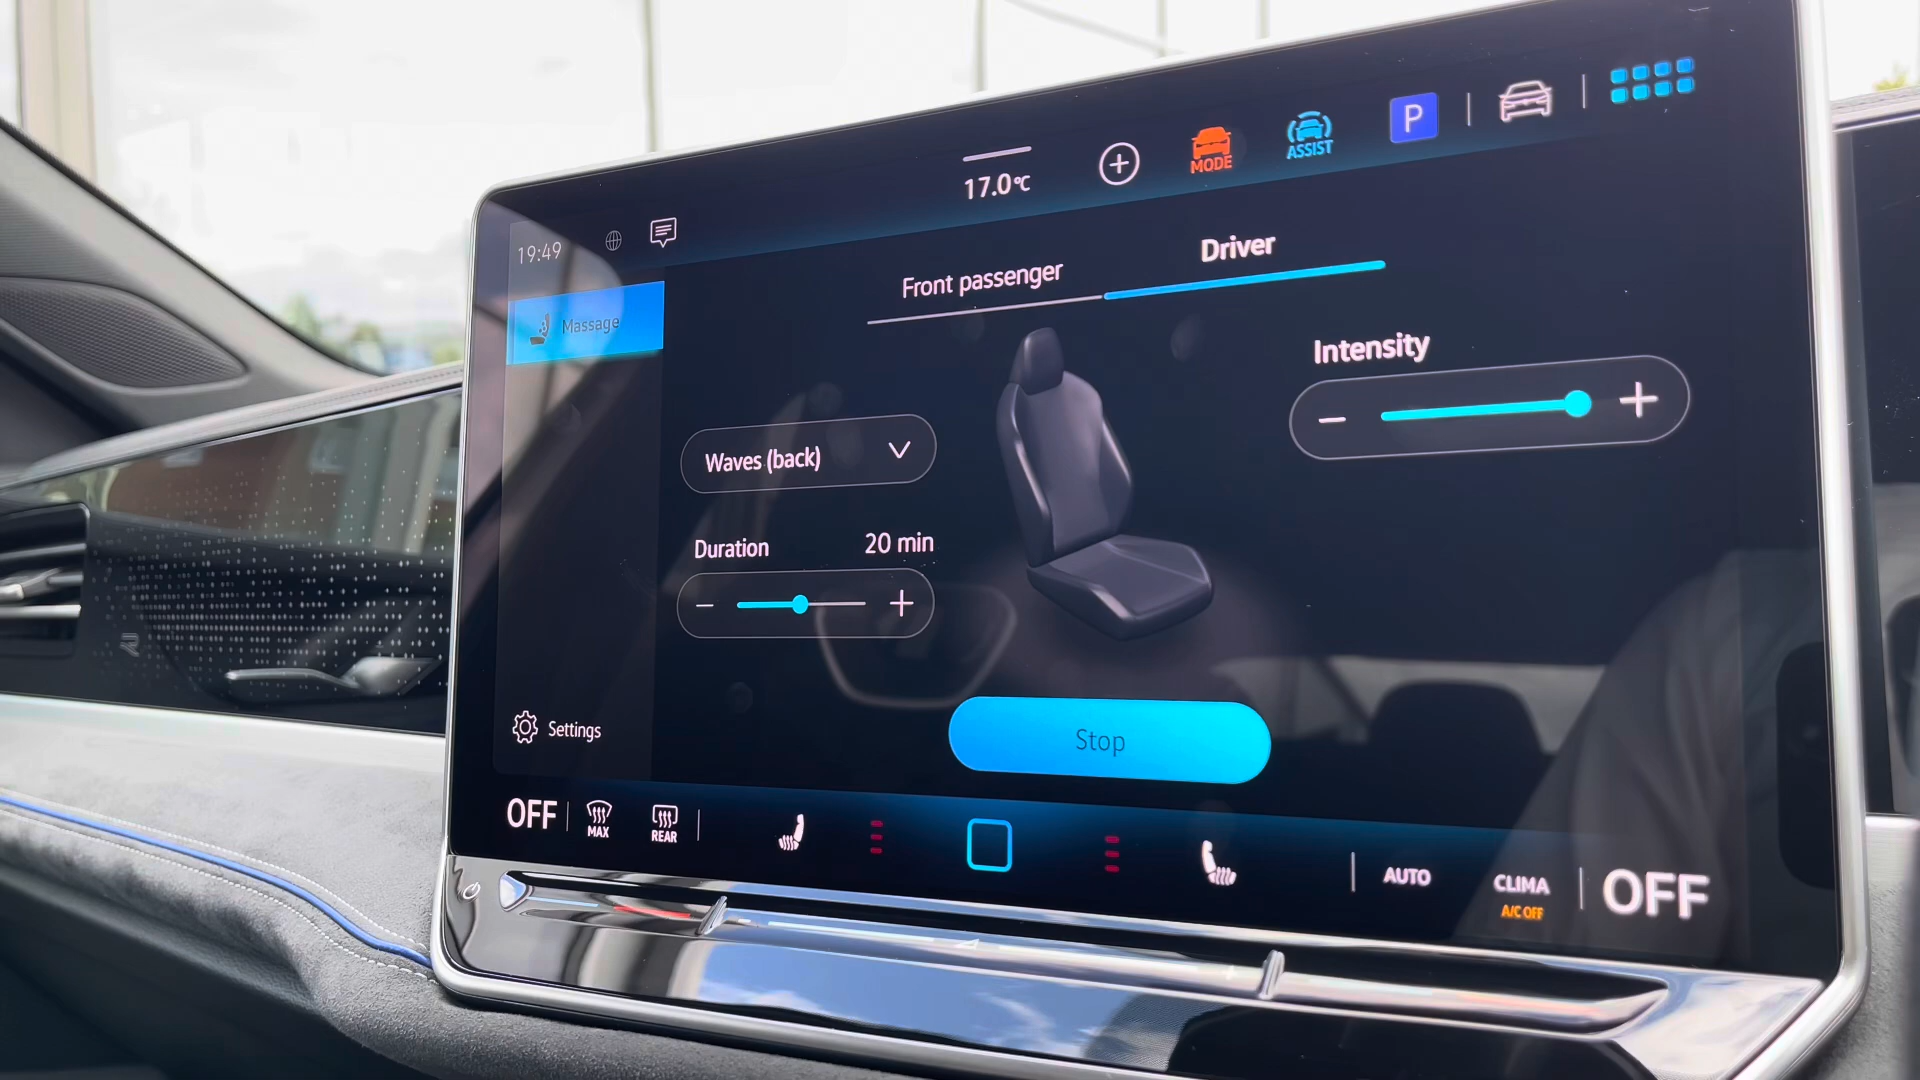 17.0°C
MODE
ASSIST
P
19:49
Front passenger
Driver
Massage
Intensity
Waves (back)
Duration 20 min
Settings
Stop
OFF
MAX
REAR
AUTO
CLIMA
A/C OFF
OFF
R